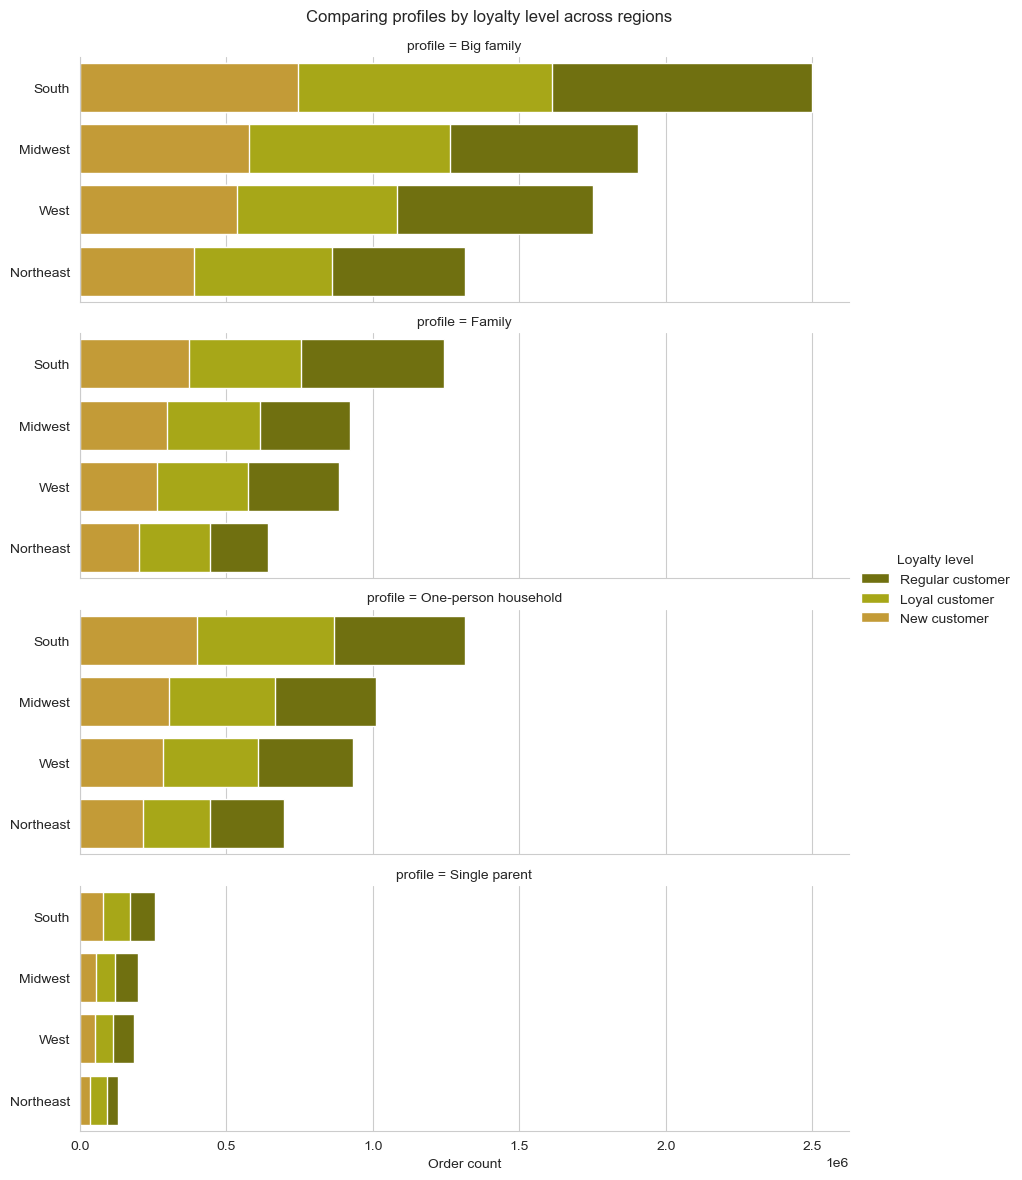 Comparing profiles by loyalty level across regions
profile = Big family
South
Midwest
West
Northeast
profile = Family
South
Midwest
West
Northeast
Loyalty level
Regular customer
Loyal customer
New customer
profile = One-person household
South
Midwest
West
Northeast
profile = Single parent
South
Midwest
West
Northeast
0.0 0.5 1.0 1.5 2.0 2.5
Order count
1e6